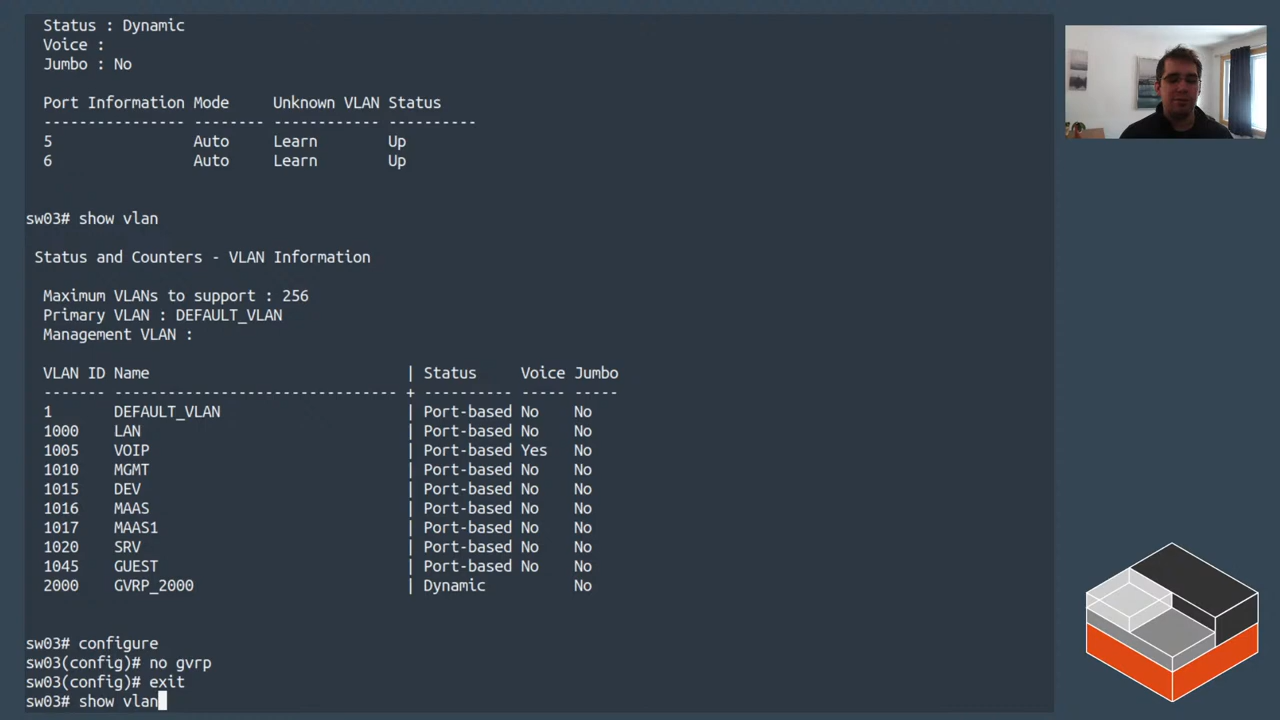 Status : Dynamic
Voice :
Jumbo : No
Port Information Mode     Unknown VLAN Status
---------------- -------- ------------ ----------
5                Auto     Learn        Up
6                Auto     Learn        Up
sw03# show vlan
Status and Counters - VLAN Information
Maximum VLANs to support : 256
Primary VLAN : DEFAULT_VLAN
Management VLAN :
VLAN ID Name                             | Status     Voice Jumbo
------- -------------------------------- + ---------- ----- -----
1       DEFAULT_VLAN                     | Port-based No    No
1000    LAN                              | Port-based No    No
1005    VOIP                             | Port-based Yes   No
1010    MGMT                             | Port-based No    No
1015    DEV                              | Port-based No    No
1016    MAAS                             | Port-based No    No
1017    MAAS1                            | Port-based No    No
1020    SRV                              | Port-based No    No
1045    GUEST                            | Port-based No    No
2000    GVRP_2000                        | Dynamic          No
sw03# configure
sw03(config)# no gvrp
sw03(config)# exit
sw03# show vlan